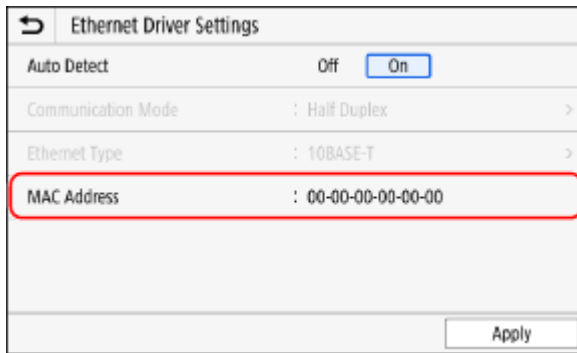 Ethernet Driver Settings
Auto Detect Off On
Communication Mode : Half Duplex >
Ethernet Type : 10BASE-T >
MAC Address : 00-00-00-00-00-00
Apply